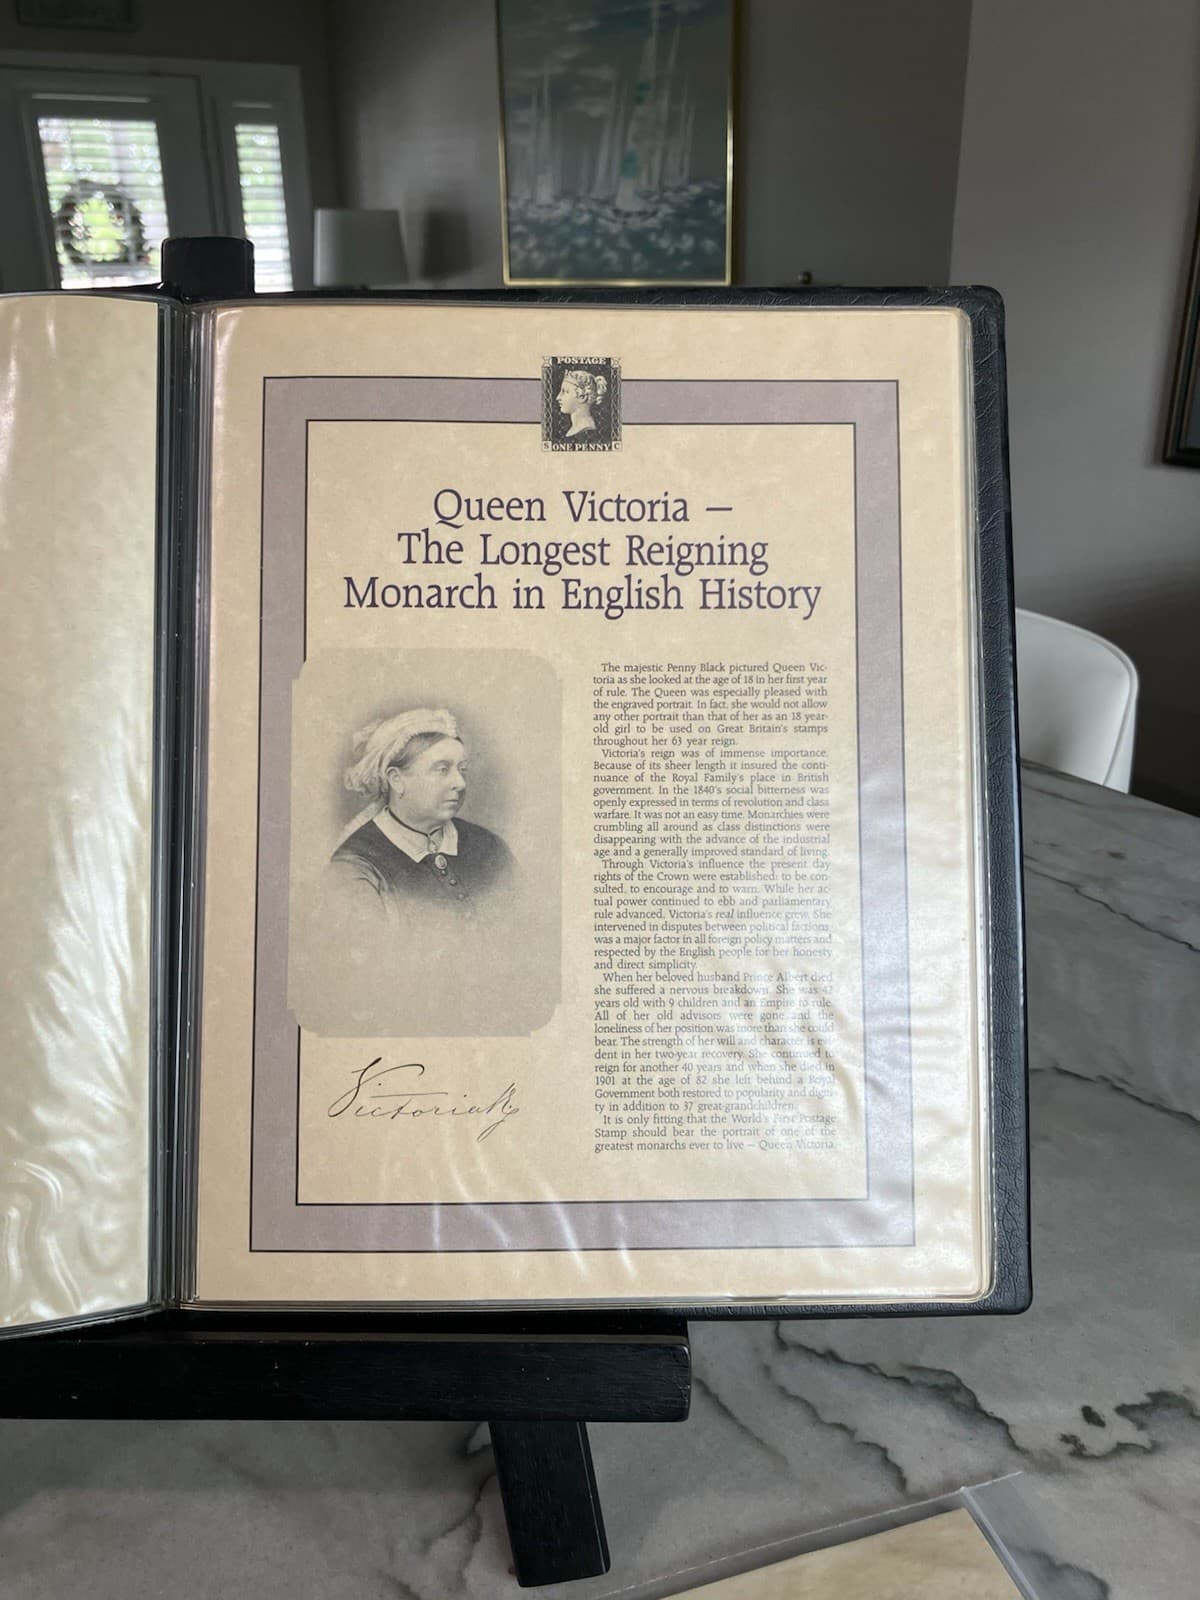 POSTAGE
S ONE PENNY C
Queen Victoria –
The Longest Reigning
Monarch in English History
The majestic Penny Black pictured Queen Vic-
toria as she looked at the age of 18 in her first year
of rule. The Queen was especially pleased with
the engraved portrait. In fact, she would not allow
any other portrait than that of her as an 18 year-
old girl to be used on Great Britain's stamps
throughout her 63 year reign.
Victoria's reign was of immense importance.
Because of its sheer length it insured the conti-
nuance of the Royal Family's place in British
government. In the 1840's social bitterness was
openly expressed in terms of revolution and class
warfare. It was not an easy time. Monarchies were
crumbling all around as class distinctions were
disappearing with the advance of the industrial
age and a generally improved standard of living.
Through Victoria's influence the present day
rights of the Crown were established: to be con-
sulted, to encourage and to warn. While her ac-
tual power continued to ebb and parliamentary
rule advanced, Victoria's real influence grew. She
intervened in disputes between political factions,
was a major factor in all foreign policy matters and
respected by the English people for her honesty
and direct simplicity.
When her beloved husband Prince Albert died
she suffered a nervous breakdown. She was 42
years old with 9 children and an Empire to rule.
All of her old advisors were gone and the
loneliness of her position was more than she could
bear. The strength of her will and character is evi-
dent in her two-year recovery. She continued to
reign for another 40 years and when she died in
1901 at the age of 82 she left behind a Royal
Government both restored to popularity and digni-
ty in addition to 37 great-grandchildren.
It is only fitting that the World's First Postage
Stamp should bear the portrait of one of the
greatest monarchs ever to live – Queen Victoria.
Victoria RI